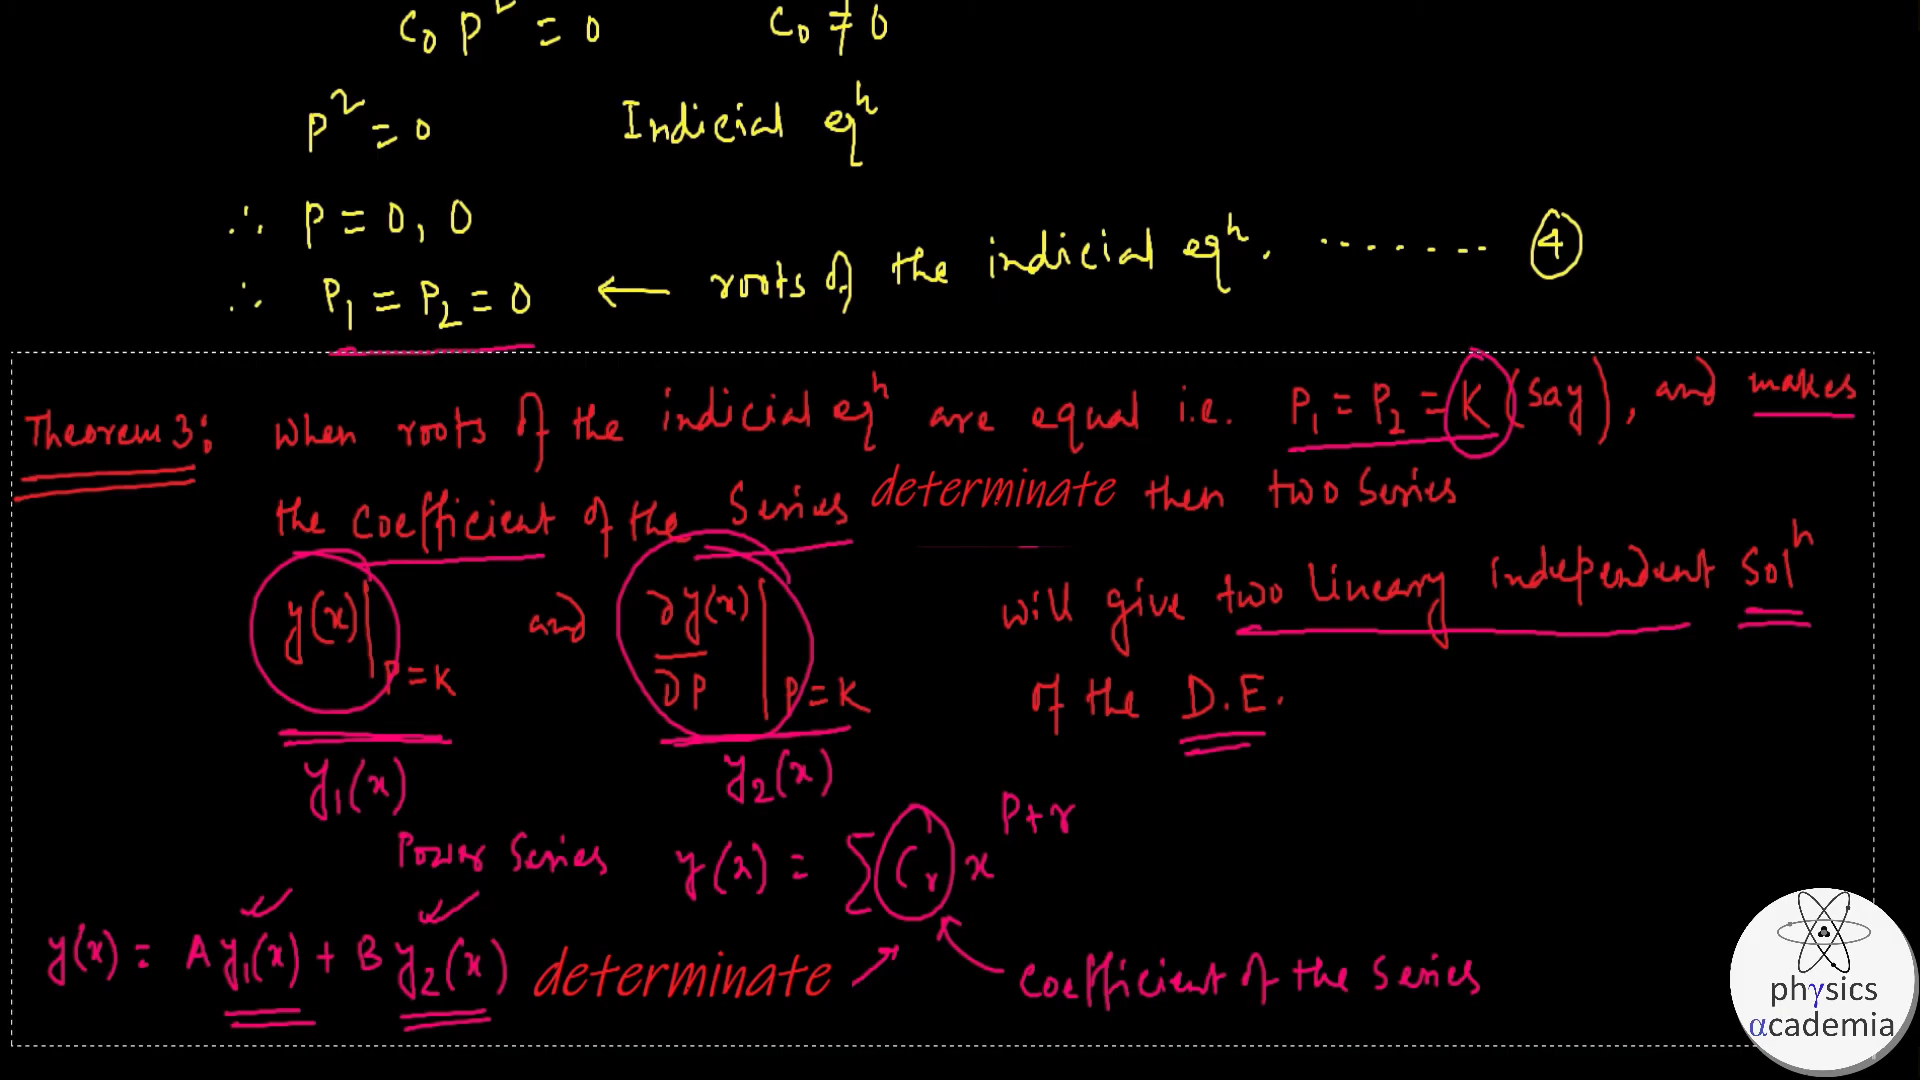 C₀ P² = 0 C₀ ≠ 0
P² = 0 Indicial eqⁿ
∴ P = 0, 0
∴ P₁ = P₂ = 0 ← roots of the indicial eqⁿ. ........ ④
Theorem 3: When roots of the indicial eqⁿ are equal i.e. P₁ = P₂ = K (say), and makes
the coefficient of the series determinate then two series
y(x)|P=K and ∂y(x)/∂P|P=K will give two lineary independent solⁿ
of the D.E.
y₁(x) y₂(x)
Power Series y(x) = Σ Cᵣ x^(P+r)
y(x) = A y₁(x) + B y₂(x) determinate coefficient of the series
physics
αcademia